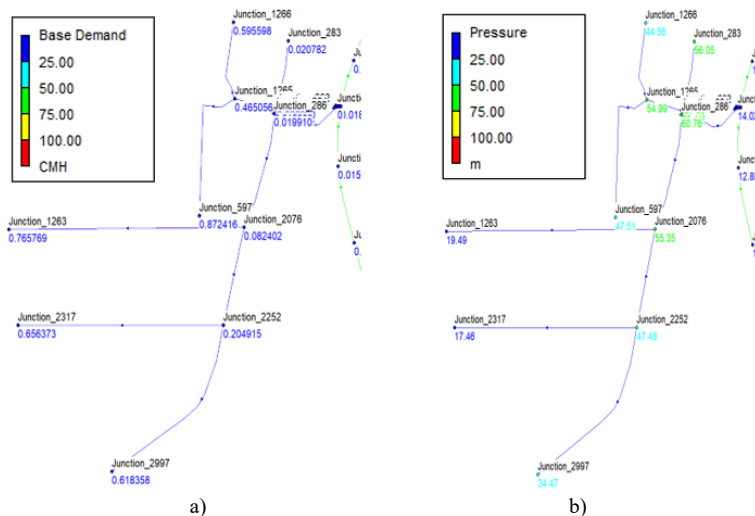 Base Demand
25.00
50.00
75.00
100.00
CMH
Junction_1266
0.595598
Junction_283
0.020782
Junction_1265
0.465056
Junction_286
0.019910
Junction_597
0.872416
Junction_2076
0.082402
Junction_1263
0.765769
Junction_2317
0.656373
Junction_2252
0.204915
Junction_2997
0.618358
a)
Pressure
25.00
50.00
75.00
100.00
m
Junction_1266
44.56
Junction_283
56.05
Junction_1265
54.99
Junction_286
60.76
14.02
12.86
Junction_597
47.51
Junction_2076
55.35
Junction_1263
19.49
Junction_2317
17.46
Junction_2252
47.48
Junction_2997
34.47
b)